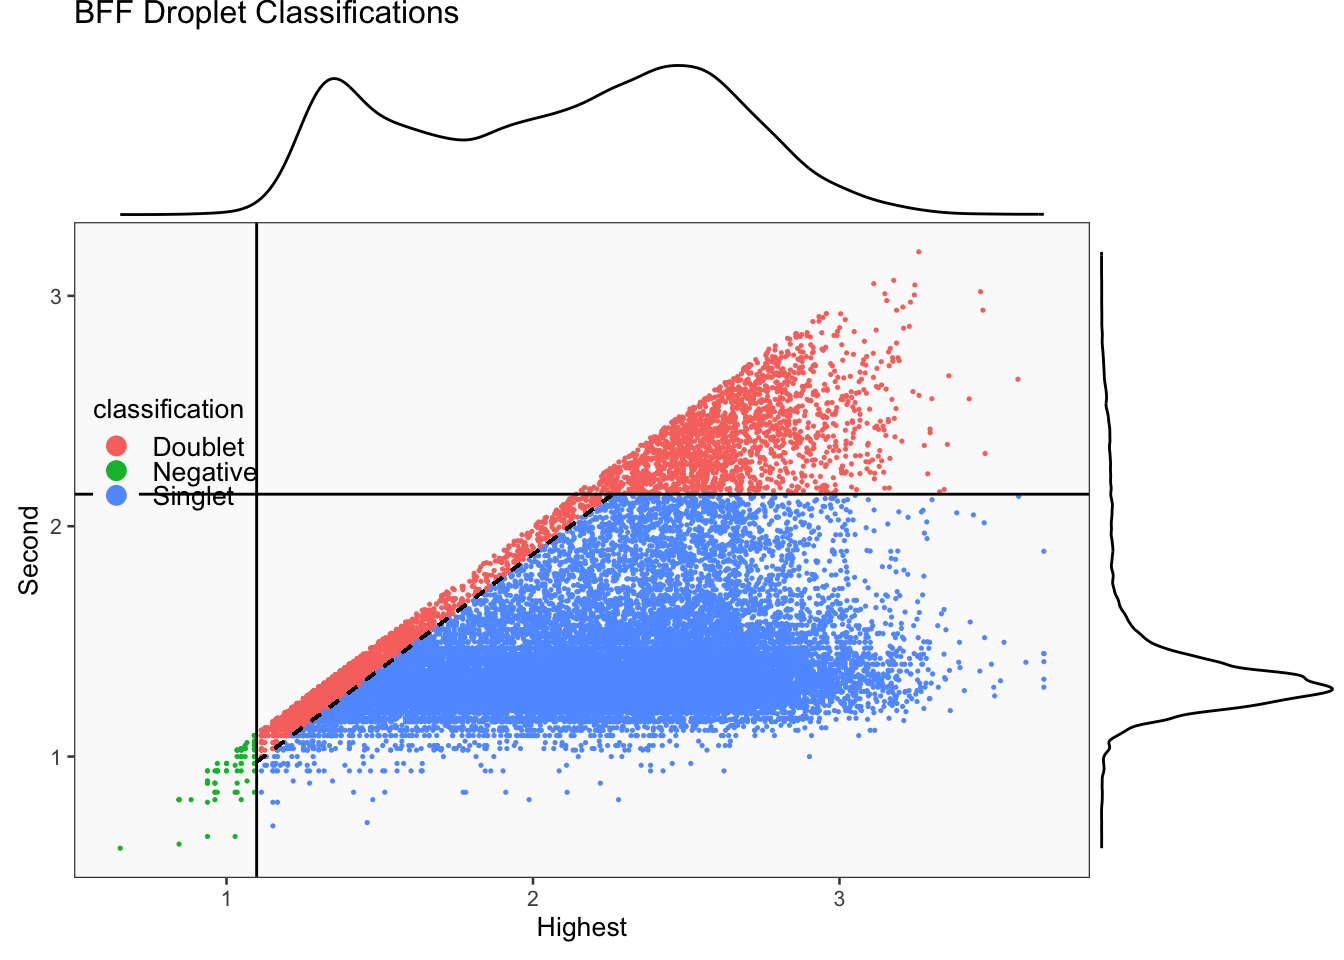 BFF Droplet Classifications
3
classification
Doublet
Negative
Singlet
2
Second
1
1 2 3
Highest